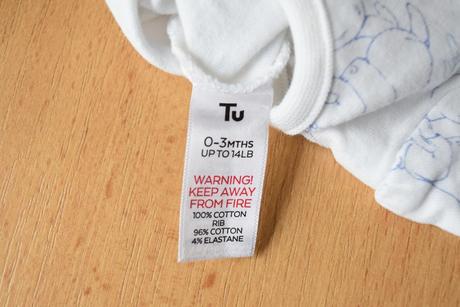 Tu
0-3MTHS
UP TO 14LB
WARNING!
KEEP AWAY
FROM FIRE
100% COTTON
RIB
96% COTTON
4% ELASTANE